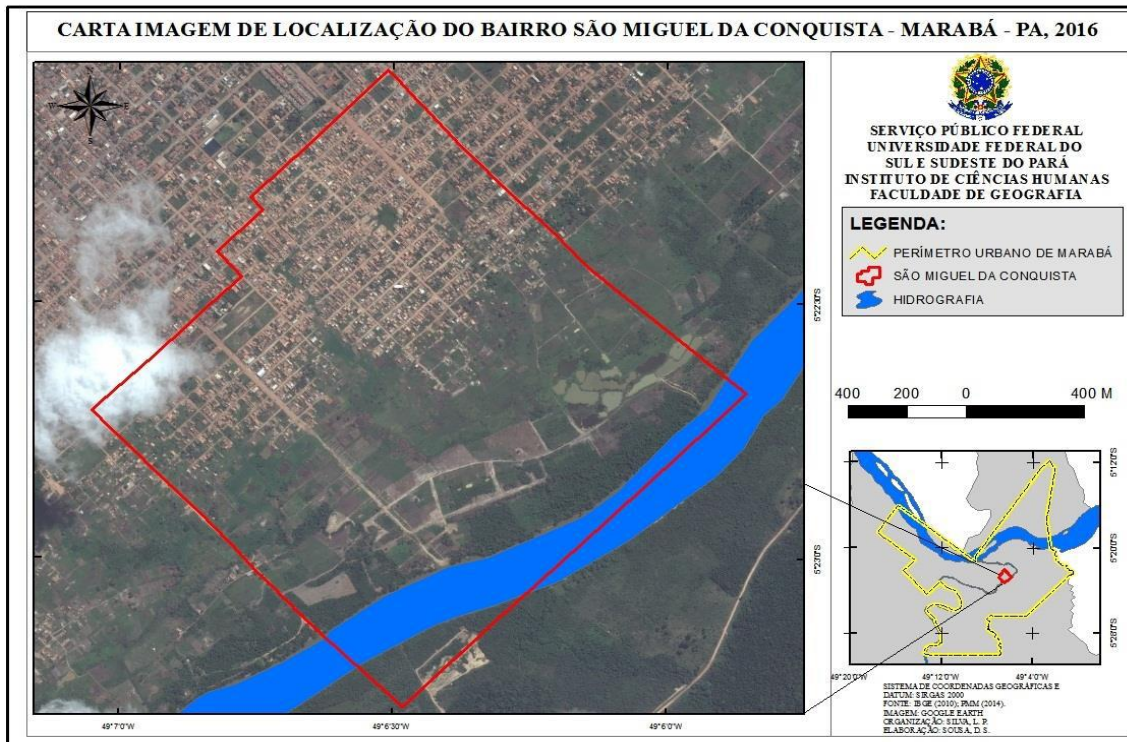 CARTA IMAGEM DE LOCALIZAÇÃO DO BAIRRO SÃO MIGUEL DA CONQUISTA - MARABÁ - PA, 2016
W E
S
5°22'30"S
5°23'0"S
49°7'0"W
49°6'30"W
49°6'0"W
SERVIÇO PÚBLICO FEDERAL
UNIVERSIDADE FEDERAL DO
SUL E SUDESTE DO PARÁ
INSTITUTO DE CIÊNCIAS HUMANAS
FACULDADE DE GEOGRAFIA
LEGENDA:
PERÍMETRO URBANO DE MARABÁ
SÃO MIGUEL DA CONQUISTA
HIDROGRAFIA
400 200 0 400 M
5°12'0"S
5°20'0"S
5°28'0"S
49°20'0"W 49°12'0"W 49°4'0"W
SISTEMA DE COORDENADAS GEOGRÁFICAS E
DATUM: SIRGAS 2000
FONTE: IBGE (2010); PMM (2014).
IMAGEM: GOOGLE EARTH
ORGANIZAÇÃO: SILVA, L. P.
ELABORAÇÃO: SOUSA, D. S.